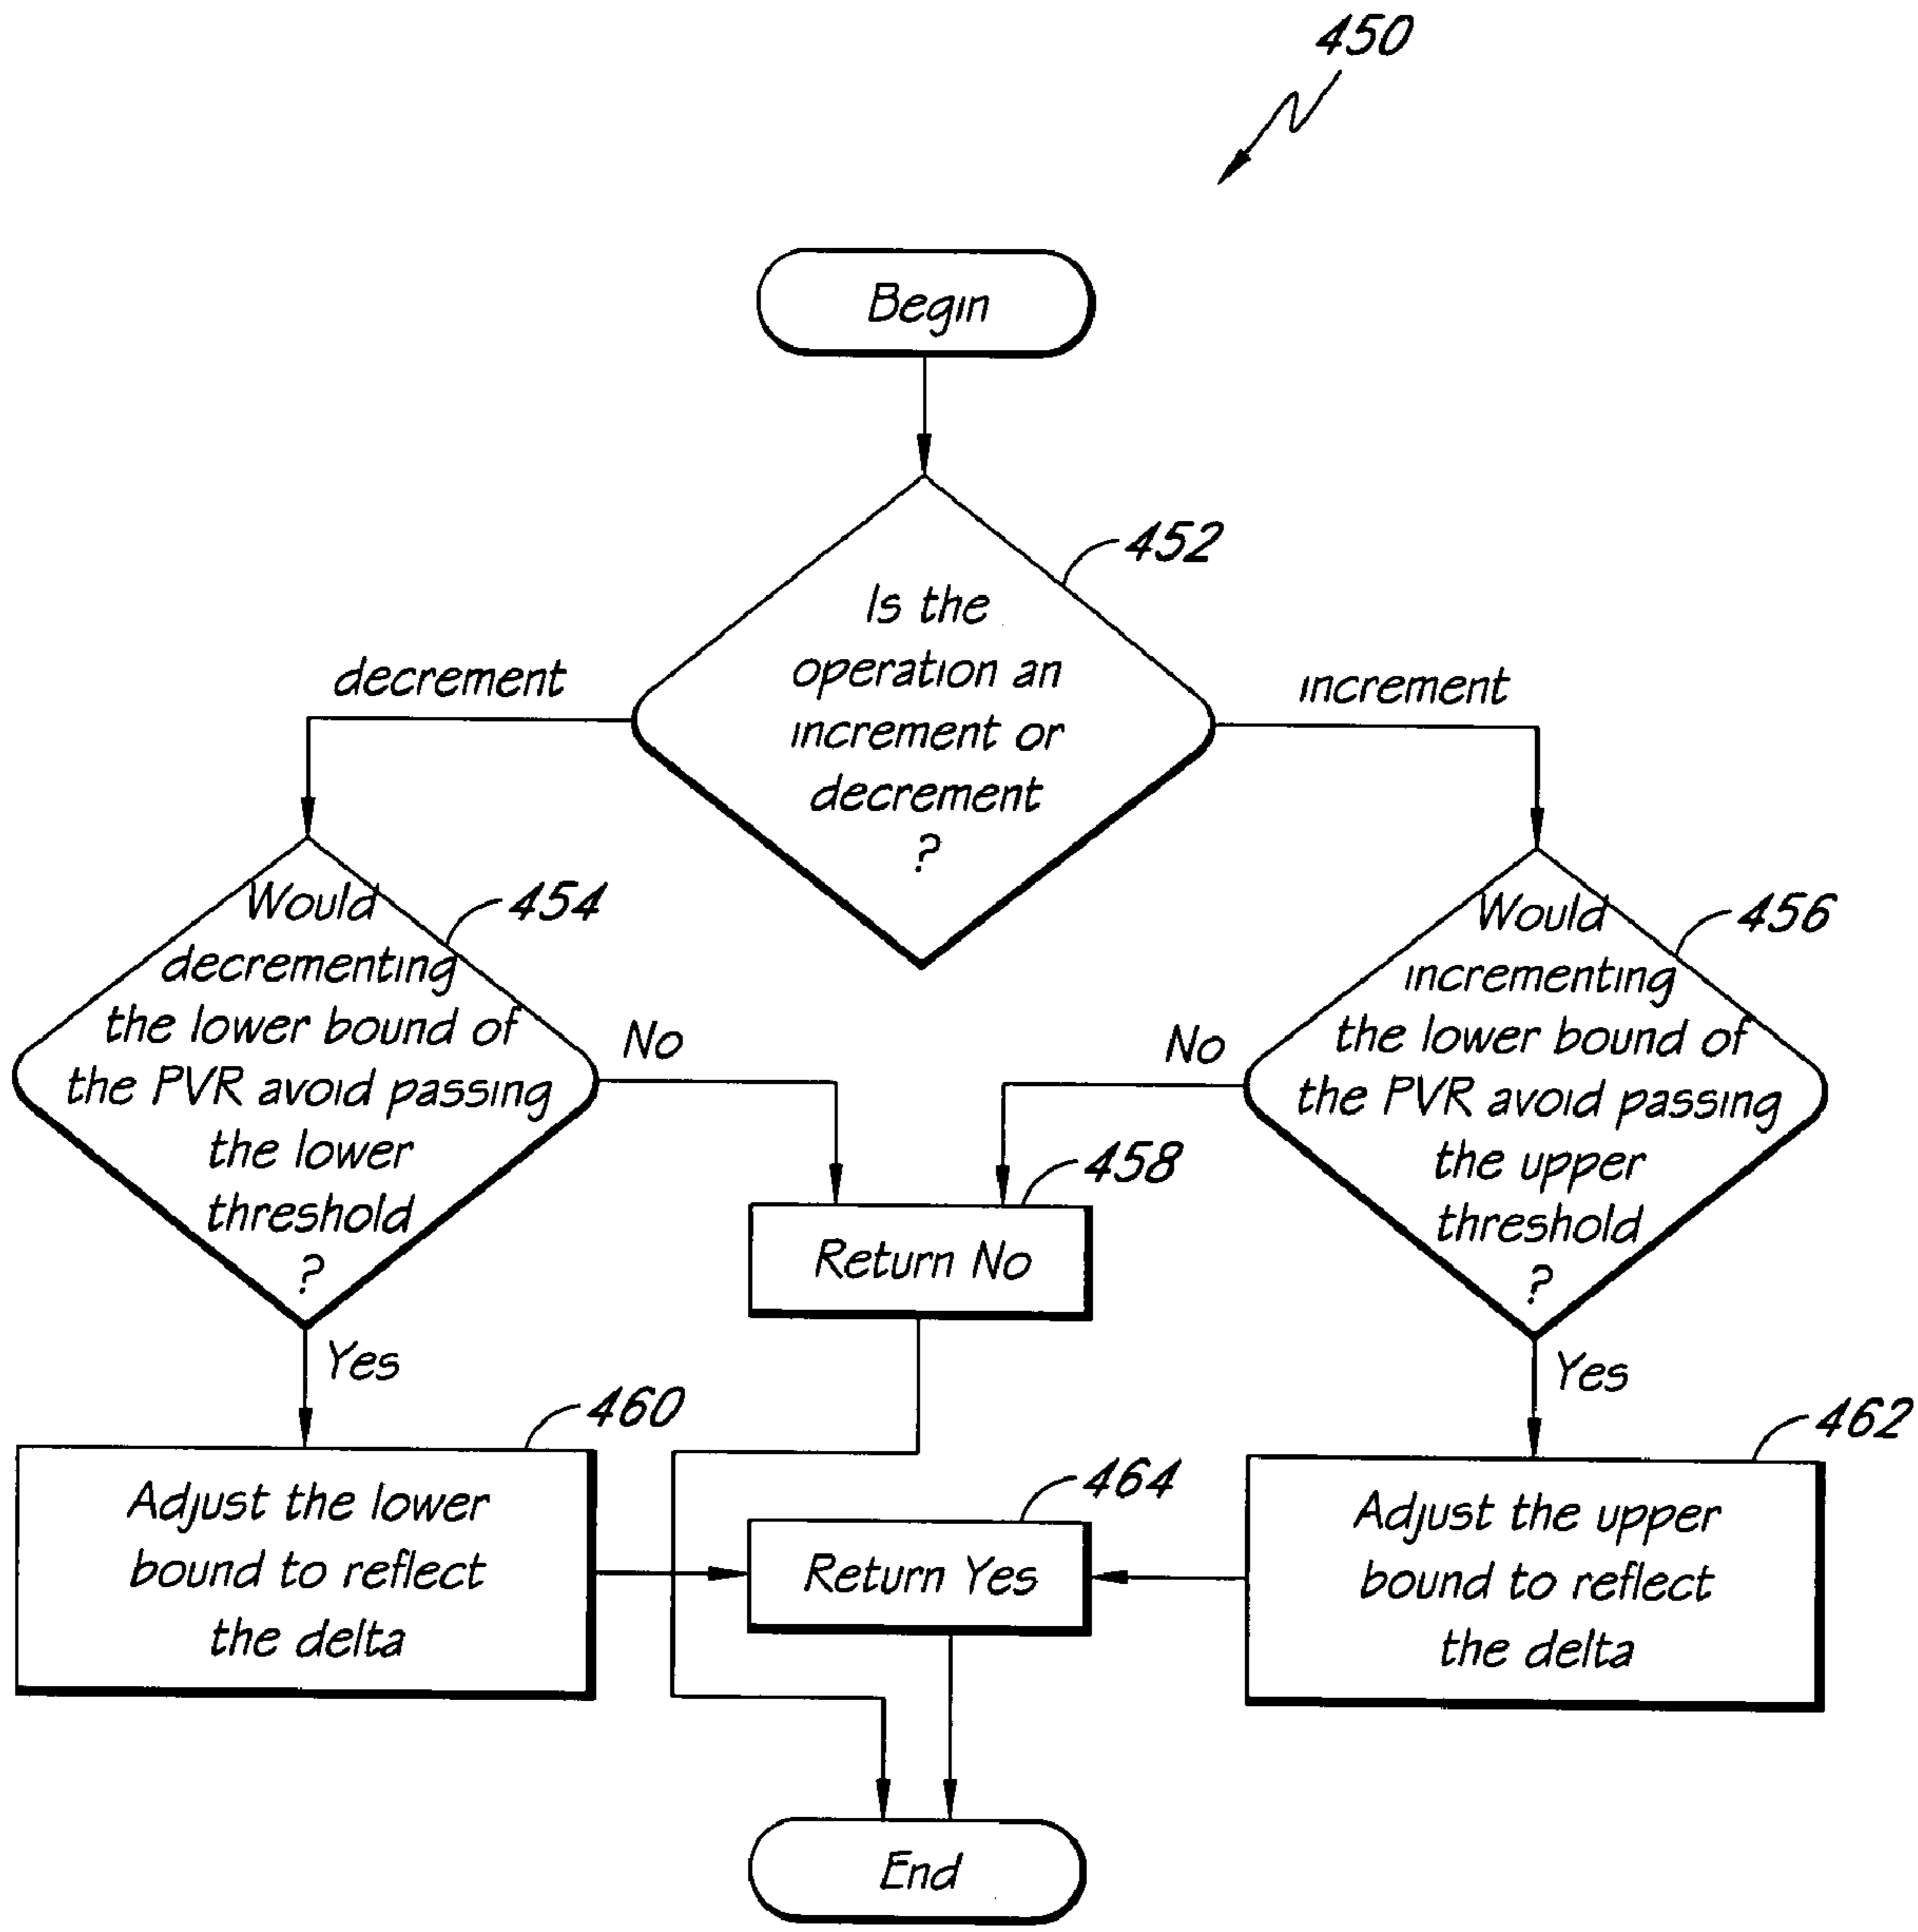 450
Begin
452
Is the
operation an
increment or
decrement
?
decrement
increment
454
Would
decrementing
the lower bound of
the PVR avoid passing
the lower
threshold
?
456
Would
incrementing
the lower bound of
the PVR avoid passing
the upper
threshold
?
No
No
458
Return No
Yes
Yes
460
Adjust the lower
bound to reflect
the delta
464
Return Yes
462
Adjust the upper
bound to reflect
the delta
End